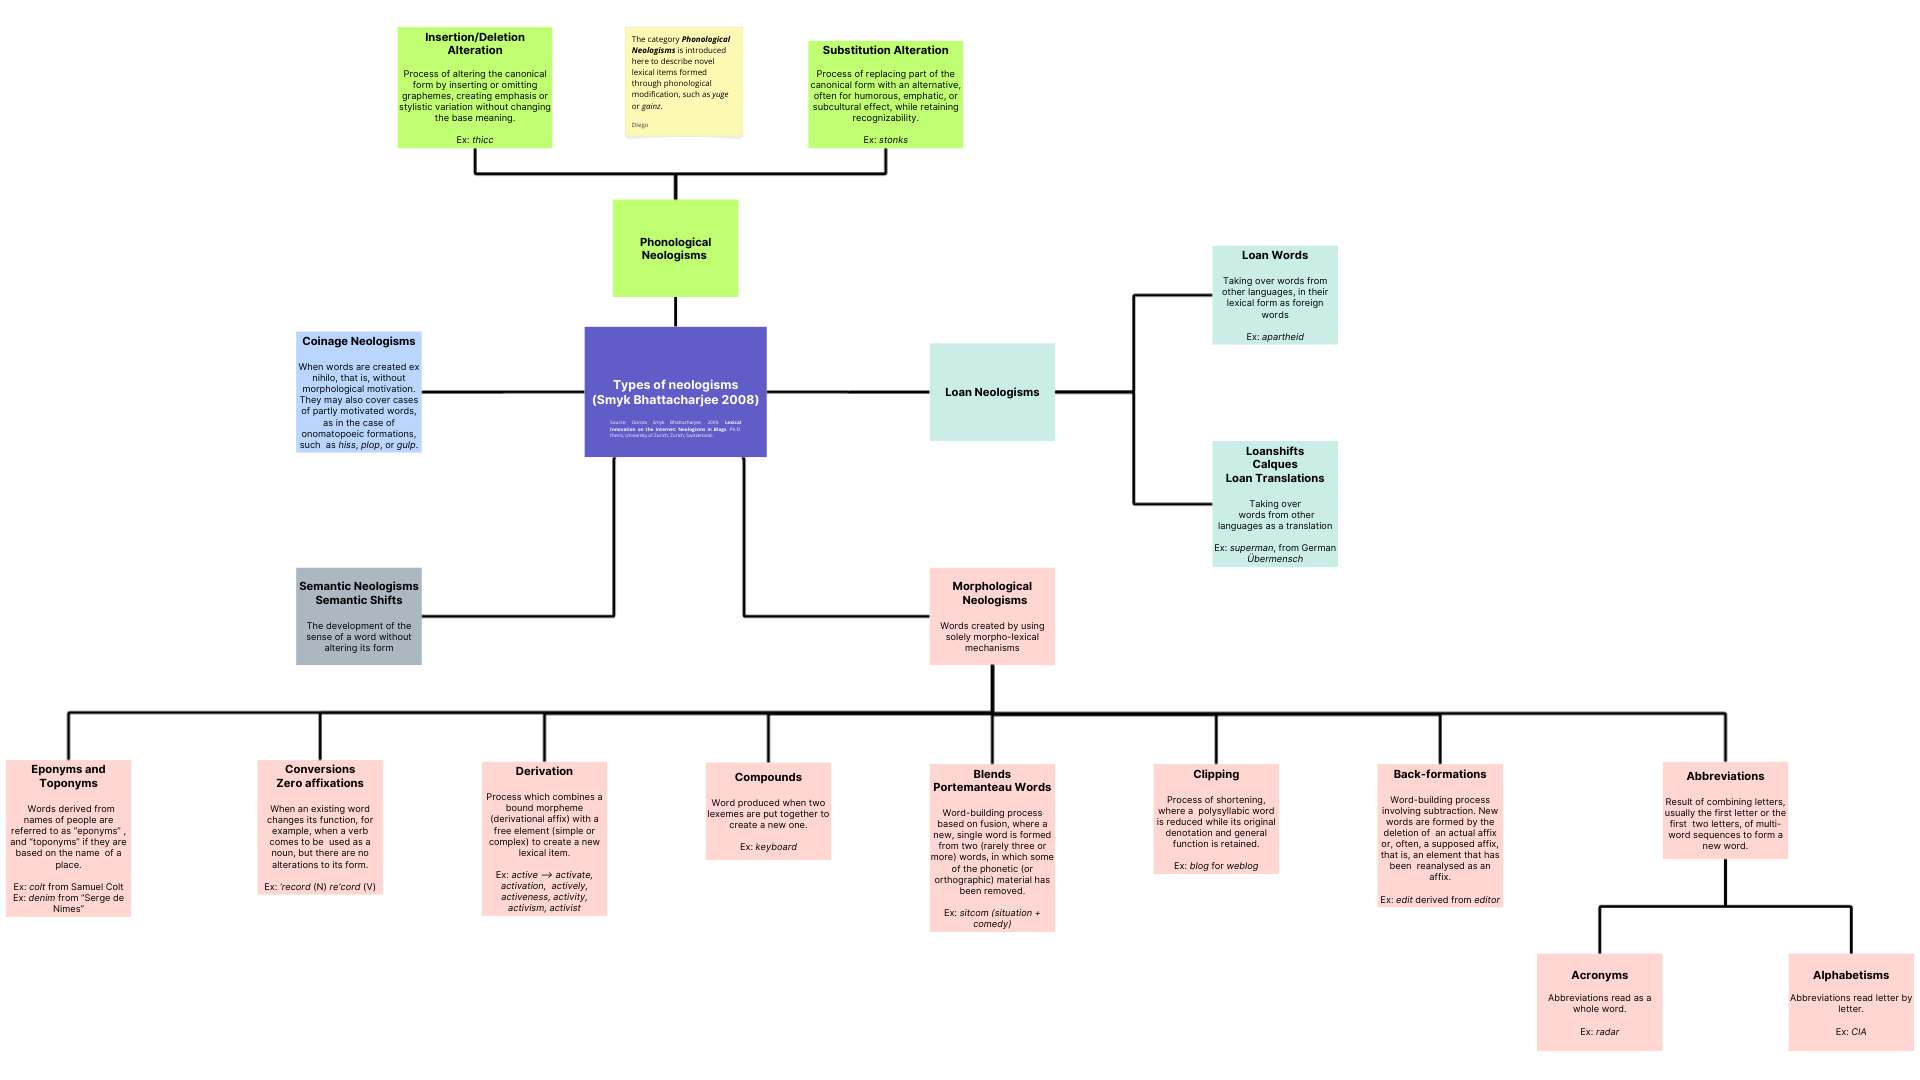 Insertion/Deletion
Alteration
Process of altering the canonical
form by inserting or omitting
graphemes, creating emphasis or
stylistic variation without changing
the base meaning.
Ex: thicc
The category Phonological
Neologisms is introduced
here to describe novel
lexical items formed
through phonological
modification, such as yuge
or gainz.
Diego
Substitution Alteration
Process of replacing part of the
canonical form with an alternative,
often for humorous, emphatic, or
subcultural effect, while retaining
recognizability.
Ex: stonks
Phonological
Neologisms
Coinage Neologisms
When words are created ex
nihilo, that is, without
morphological motivation.
They may also cover cases
of partly motivated words,
as in the case of
onomatopoeic formations,
such as hiss, plop, or gulp.
Types of neologisms
(Smyk Bhattacharjee 2008)
Source: Dorota Smyk Bhattacharjee. 2009. Lexical
Innovation on the Internet: Neologisms in Blogs. Ph.D.
thesis, University of Zurich, Zurich, Switzerland.
Loan Neologisms
Loan Words
Taking over words from
other languages, in their
lexical form as foreign
words
Ex: apartheid
Loanshifts
Calques
Loan Translations
Taking over
words from other
languages as a translation
Ex: superman, from German
Übermensch
Semantic Neologisms
Semantic Shifts
The development of the
sense of a word without
altering its form
Morphological
Neologisms
Words created by using
solely morpho-lexical
mechanisms
Eponyms and
Toponyms
Words derived from
names of people are
referred to as “eponyms” ,
and “toponyms” if they are
based on the name of a
place.
Ex: colt from Samuel Colt
Ex: denim from “Serge de
Nimes”
Conversions
Zero affixations
When an existing word
changes its function, for
example, when a verb
comes to be used as a
noun, but there are no
alterations to its form.
Ex: 'record (N) re'cord (V)
Derivation
Process which combines a
bound morpheme
(derivational affix) with a
free element (simple or
complex) to create a new
lexical item.
Ex: active —> activate,
activation, actively,
activeness, activity,
activism, activist
Compounds
Word produced when two
lexemes are put together to
create a new one.
Ex: keyboard
Blends
Portemanteau Words
Word-building process
based on fusion, where a
new, single word is formed
from two (rarely three or
more) words, in which some
of the phonetic (or
orthographic) material has
been removed.
Ex: sitcom (situation +
comedy)
Clipping
Process of shortening,
where a polysyllabic word
is reduced while its original
denotation and general
function is retained.
Ex: blog for weblog
Back-formations
Word-building process
involving subtraction. New
words are formed by the
deletion of an actual affix
or, often, a supposed affix,
that is, an element that has
been reanalysed as an
affix.
Ex: edit derived from editor
Abbreviations
Result of combining letters,
usually the first letter or the
first two letters, of multi-
word sequences to form a
new word.
Acronyms
Abbreviations read as a
whole word.
Ex: radar
Alphabetisms
Abbreviations read letter by
letter.
Ex: CIA